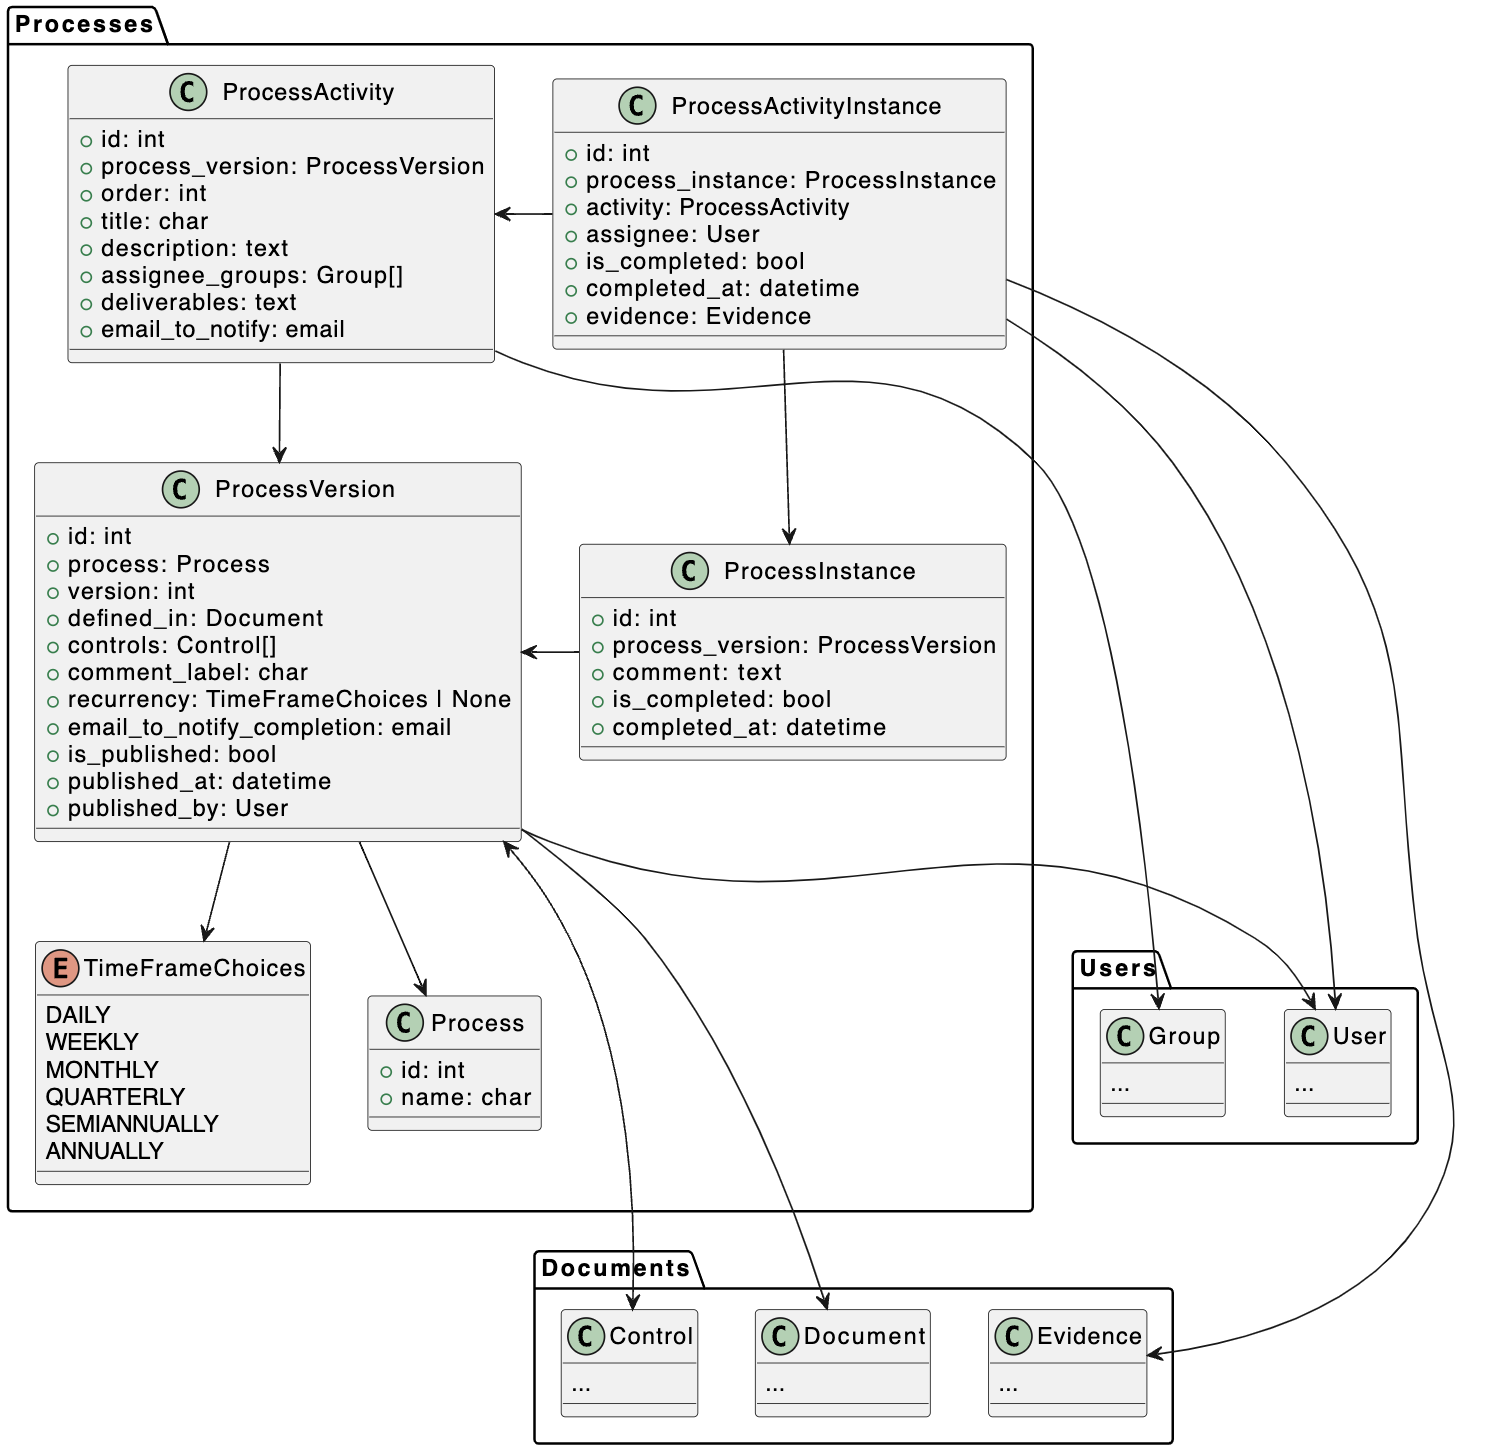 Processes
C ProcessActivity
id: int
process_version: ProcessVersion
order: int
title: char
description: text
assignee_groups: Group[]
deliverables: text
email_to_notify: email
C ProcessActivityInstance
id: int
process_instance: ProcessInstance
activity: ProcessActivity
assignee: User
is_completed: bool
completed_at: datetime
evidence: Evidence
C ProcessVersion
id: int
process: Process
version: int
defined_in: Document
controls: Control[]
comment_label: char
recurrency: TimeFrameChoices | None
email_to_notify_completion: email
is_published: bool
published_at: datetime
published_by: User
C ProcessInstance
id: int
process_version: ProcessVersion
comment: text
is_completed: bool
completed_at: datetime
E TimeFrameChoices
DAILY
WEEKLY
MONTHLY
QUARTERLY
SEMIANNUALLY
ANNUALLY
C Process
id: int
name: char
Users
C Group
...
C User
...
Documents
C Control
...
C Document
...
C Evidence
...